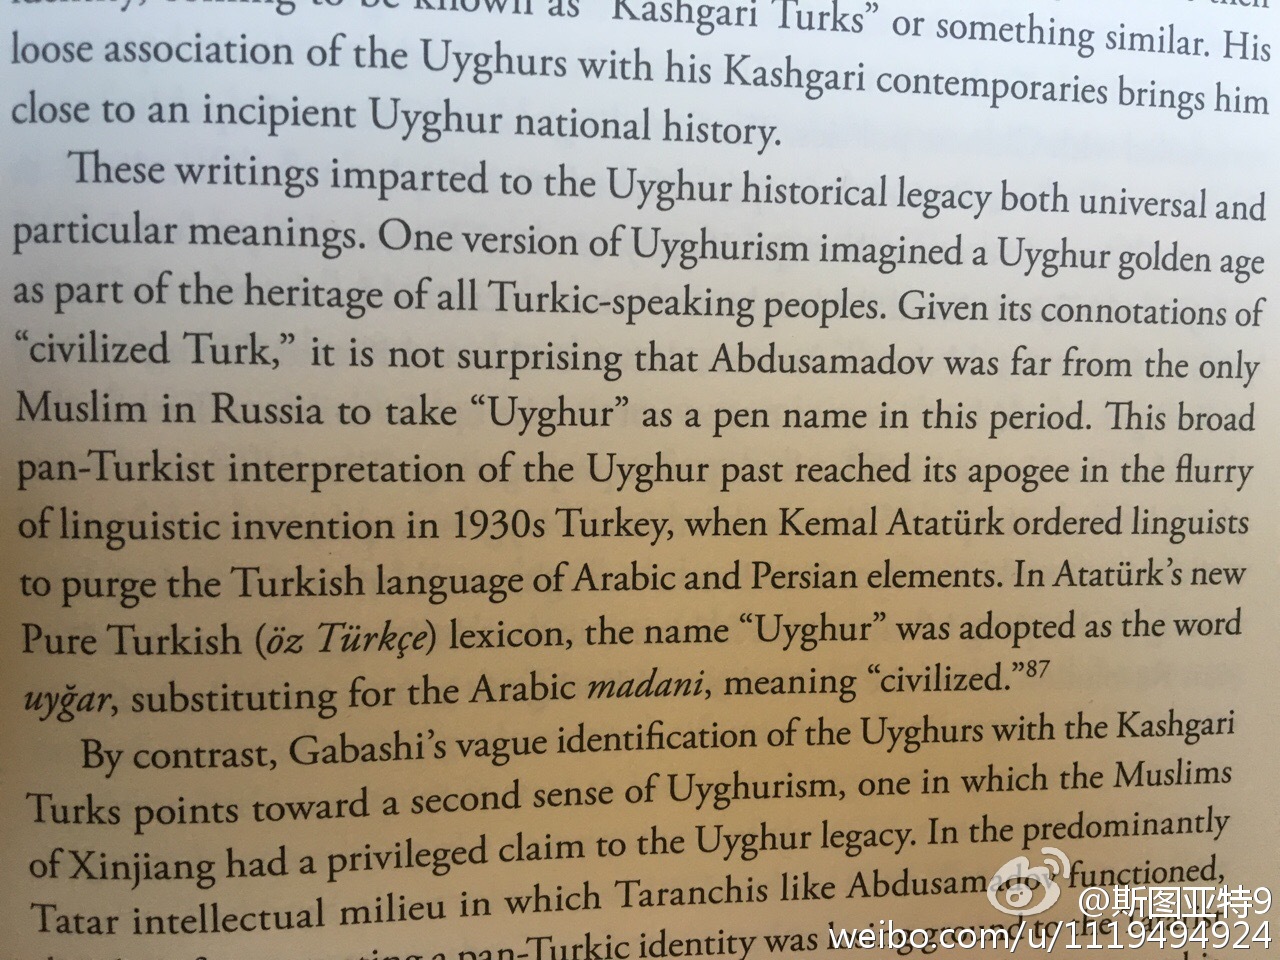 to be known as “Kashgari Turks” or something similar. His
loose association of the Uyghurs with his Kashgari contemporaries brings him
close to an incipient Uyghur national history.
These writings imparted to the Uyghur historical legacy both universal and
particular meanings. One version of Uyghurism imagined a Uyghur golden age
as part of the heritage of all Turkic-speaking peoples. Given its connotations of
“civilized Turk,” it is not surprising that Abdusamadov was far from the only
Muslim in Russia to take “Uyghur” as a pen name in this period. This broad
pan-Turkist interpretation of the Uyghur past reached its apogee in the flurry
of linguistic invention in 1930s Turkey, when Kemal Atatürk ordered linguists
to purge the Turkish language of Arabic and Persian elements. In Atatürk’s new
Pure Turkish (öz Türkçe) lexicon, the name “Uyghur” was adopted as the word
uyğar, substituting for the Arabic madani, meaning “civilized.”87
By contrast, Gabashi’s vague identification of the Uyghurs with the Kashgari
Turks points toward a second sense of Uyghurism, one in which the Muslims
of Xinjiang had a privileged claim to the Uyghur legacy. In the predominantly
Tatar intellectual milieu in which Taranchis like Abdusamadov functioned,
a pan-Turkic identity was losing ground to the
@斯图亚特9
weibo.com/u/1119494924